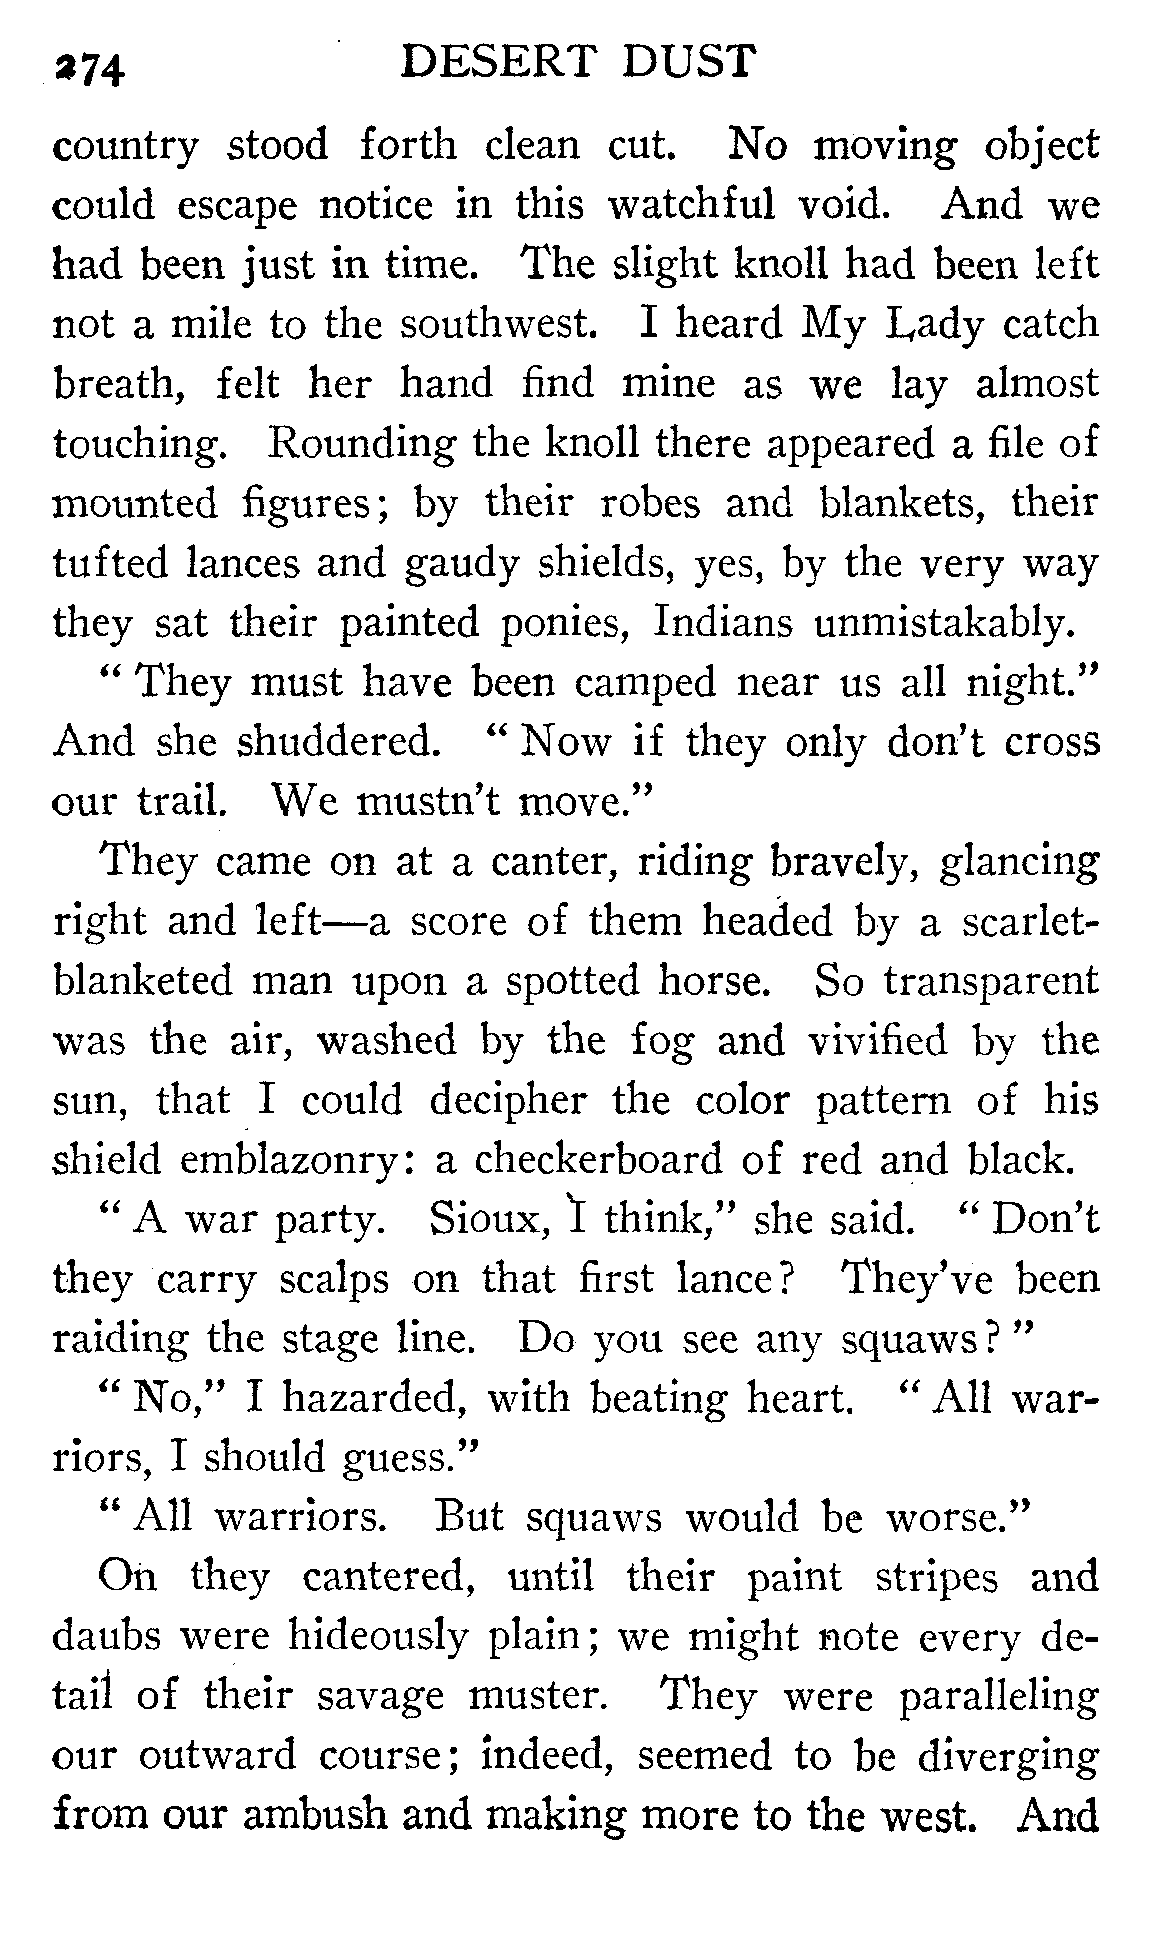 274 DESERT DUST
country stood forth clean cut. No moving object
could escape notice in this watchful void. And we
had been just in time. The slight knoll had been left
not a mile to the southwest. I heard My Lady catch
breath, felt her hand find mine as we lay almost
touching. Rounding the knoll there appeared a file of
mounted figures; by their robes and blankets, their
tufted lances and gaudy shields, yes, by the very way
they sat their painted ponies, Indians unmistakably.
“ They must have been camped near us all night.”
And she shuddered. “ Now if they only don’t cross
our trail. We mustn’t move.”
They came on at a canter, riding bravely, glancing
right and left—a score of them headed by a scarlet-
blanketed man upon a spotted horse. So transparent
was the air, washed by the fog and vivified by the
sun, that I could decipher the color pattern of his
shield emblazonry: a checkerboard of red and black.
“ A war party. Sioux, I think,” she said. “ Don’t
they carry scalps on that first lance? They’ve been
raiding the stage line. Do you see any squaws? ”
“ No,” I hazarded, with beating heart. “ All war-
riors, I should guess.”
“ All warriors. But squaws would be worse.”
On they cantered, until their paint stripes and
daubs were hideously plain; we might note every de-
tail of their savage muster. They were paralleling
our outward course; indeed, seemed to be diverging
from our ambush and making more to the west. And